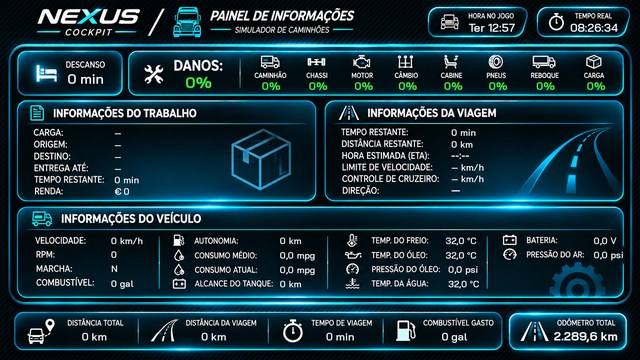 NEXUS
COCKPIT
PAINEL DE INFORMAÇÕES
SIMULADOR DE CAMINHÕES
HORA NO JOGO
Ter 12:57
TEMPO REAL
08:26:34
DESCANSO
0 min
DANOS:
0%
CAMINHÃO
0%
CHASSI
0%
MOTOR
0%
CÂMBIO
0%
CABINE
0%
PNEUS
0%
REBOQUE
0%
CARGA
0%
INFORMAÇÕES DO TRABALHO
CARGA: —
ORIGEM: —
DESTINO: —
ENTREGA ATÉ: —
TEMPO RESTANTE: 0 min
RENDA: € 0
INFORMAÇÕES DA VIAGEM
TEMPO RESTANTE: 0 min
DISTÂNCIA RESTANTE: 0 km
HORA ESTIMADA (ETA): --:--
LIMITE DE VELOCIDADE: — km/h
CONTROLE DE CRUZEIRO: — km/h
DIREÇÃO: —
INFORMAÇÕES DO VEÍCULO
VELOCIDADE: 0 km/h
RPM: 0
MARCHA: N
COMBUSTÍVEL: 0 gal
AUTONOMIA: 0 km
CONSUMO MÉDIO: 0,0 mpg
CONSUMO ATUAL: 0,0 mpg
ALCANCE DO TANQUE: 0 km
TEMP. DO FREIO: 32,0 °C
TEMP. DO ÓLEO: 32,0 °C
PRESSÃO DO ÓLEO: 0,0 psi
TEMP. DA ÁGUA: 32,0 °C
BATERIA: 0,0 V
PRESSÃO DO AR: 0,0 psi
DISTÂNCIA TOTAL
0 km
DISTÂNCIA DA VIAGEM
0 km
TEMPO DE VIAGEM
0 min
COMBUSTÍVEL GASTO
0 gal
ODÔMETRO TOTAL
2.289,6 km